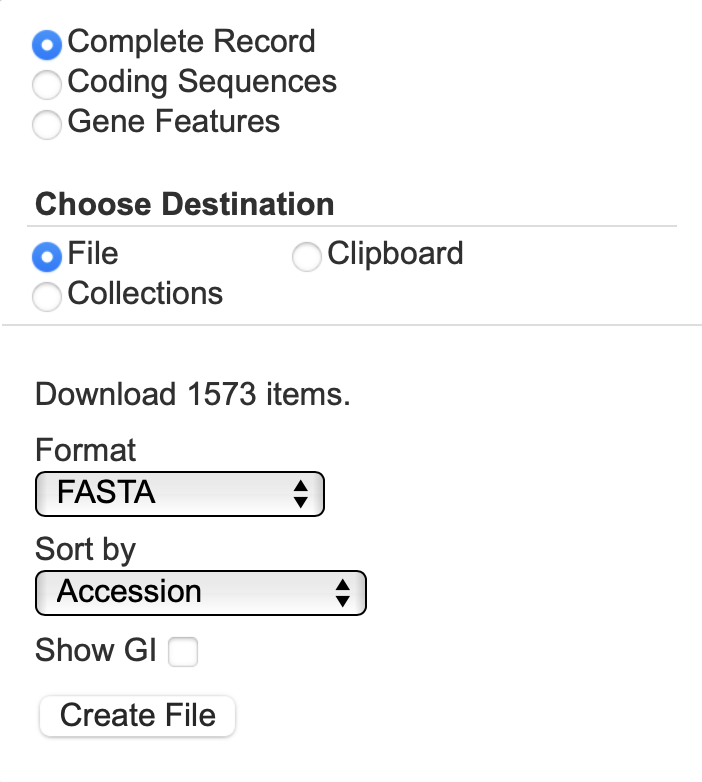 Complete Record
Coding Sequences
Gene Features
Choose Destination
File Clipboard
Collections
Download 1573 items.
Format
FASTA
Sort by
Accession
Show GI
Create File